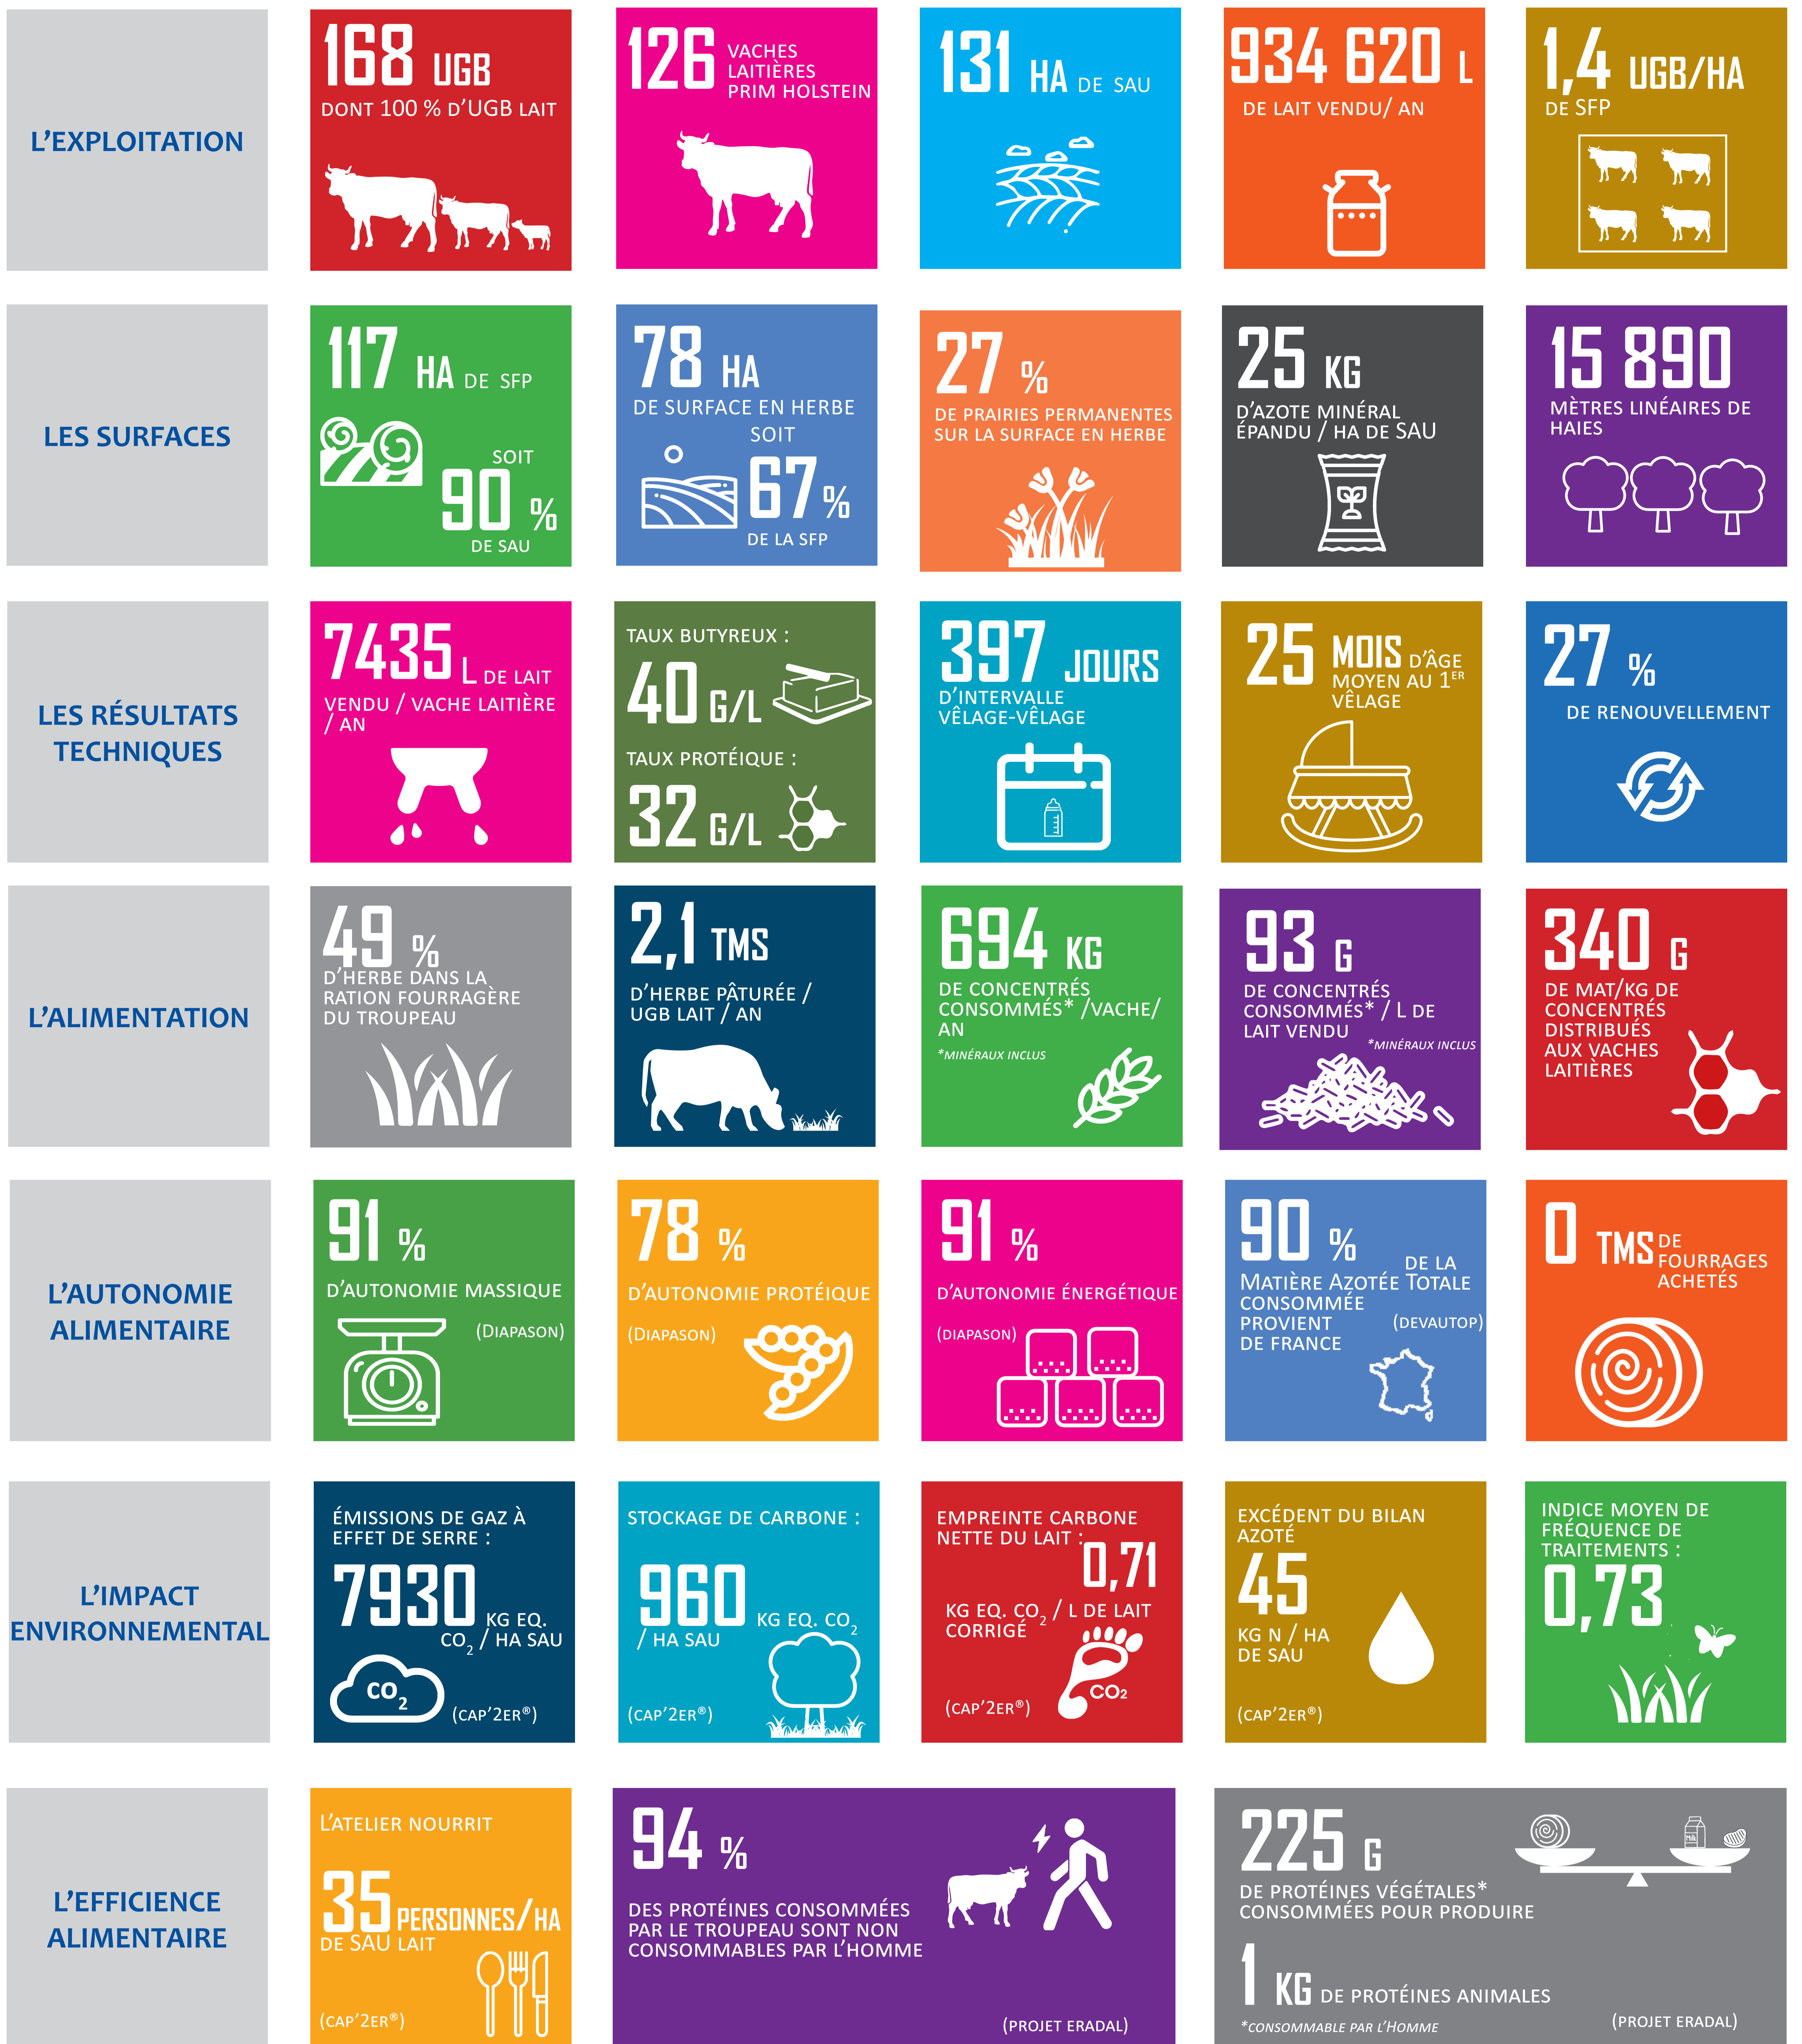 L'EXPLOITATION
168 UGB
DONT 100 % D'UGB LAIT
126 VACHES
LAITIÈRES
PRIM HOLSTEIN
131 HA DE SAU
934 620 L
DE LAIT VENDU/ AN
1,4 UGB/HA
DE SFP
LES SURFACES
117 HA DE SFP
SOIT
90 %
DE SAU
78 HA
DE SURFACE EN HERBE
SOIT
67 %
DE LA SFP
27 %
DE PRAIRIES PERMANENTES
SUR LA SURFACE EN HERBE
25 KG
D'AZOTE MINÉRAL
ÉPANDU / HA DE SAU
15 890
MÈTRES LINÉAIRES DE
HAIES
LES RÉSULTATS
TECHNIQUES
7435 L DE LAIT
VENDU / VACHE LAITIÈRE
/ AN
TAUX BUTYREUX :
40 G/L
TAUX PROTÉIQUE :
32 G/L
397 JOURS
D'INTERVALLE
VÊLAGE-VÊLAGE
25 MOIS D'ÂGE
MOYEN AU 1ER
VÊLAGE
27 %
DE RENOUVELLEMENT
L'ALIMENTATION
49 %
D'HERBE DANS LA
RATION FOURRAGÈRE
DU TROUPEAU
2,1 TMS
D'HERBE PÂTURÉE /
UGB LAIT / AN
694 KG
DE CONCENTRÉS
CONSOMMÉS* /VACHE/
AN
*MINÉRAUX INCLUS
93 G
DE CONCENTRÉS
CONSOMMÉS* / L DE
LAIT VENDU
*MINÉRAUX INCLUS
340 G
DE MAT/KG DE
CONCENTRÉS
DISTRIBUÉS
AUX VACHES
LAITIÈRES
L'AUTONOMIE
ALIMENTAIRE
91 %
D'AUTONOMIE MASSIQUE
(DIAPASON)
78 %
D'AUTONOMIE PROTÉIQUE
(DIAPASON)
91 %
D'AUTONOMIE ÉNERGÉTIQUE
(DIAPASON)
90 % DE LA
MATIÈRE AZOTÉE TOTALE
CONSOMMÉE
PROVIENT (DEVAUTOP)
DE FRANCE
0 TMS DE
FOURRAGES
ACHETÉS
L'IMPACT
ENVIRONNEMENTAL
ÉMISSIONS DE GAZ À
EFFET DE SERRE :
7930 KG EQ.
CO2 / HA SAU
CO2
(CAP'2ER®)
STOCKAGE DE CARBONE :
960 KG EQ. CO2
/ HA SAU
(CAP'2ER®)
EMPREINTE CARBONE
NETTE DU LAIT :
0,71
KG EQ. CO2 / L DE LAIT
CORRIGÉ
CO2
(CAP'2ER®)
EXCÉDENT DU BILAN
AZOTÉ
45
KG N / HA
DE SAU
(CAP'2ER®)
INDICE MOYEN DE
FRÉQUENCE DE
TRAITEMENTS :
0,73
L'EFFICIENCE
ALIMENTAIRE
L'ATELIER NOURRIT
35 PERSONNES/HA
DE SAU LAIT
(CAP'2ER®)
94 %
DES PROTÉINES CONSOMMÉES
PAR LE TROUPEAU SONT NON
CONSOMMABLES PAR L'HOMME
(PROJET ERADAL)
225 G
DE PROTÉINES VÉGÉTALES*
CONSOMMÉES POUR PRODUIRE
Milk
1 KG DE PROTÉINES ANIMALES
*CONSOMMABLE PAR L'HOMME
(PROJET ERADAL)